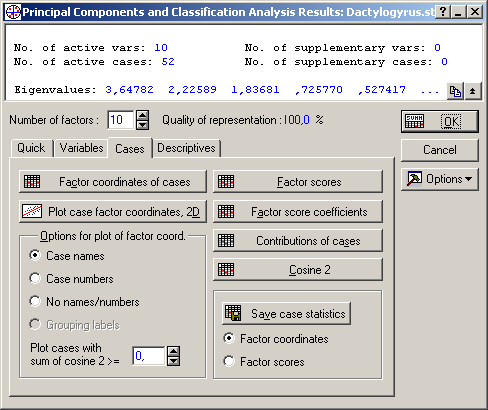 Principal Components and Classification Analysis Results: Dactylogyrus.st
No. of active vars: 10 No. of supplementary vars: 0
No. of active cases: 52 No. of supplementary cases: 0
Eigenvalues: 3,64782 2,22589 1,83681 ,725770 ,527417 ...
Number of factors : 10 Quality of representation :100,0 %
SUMM OK
Quick Variables Cases Descriptives
Cancel
Options
Factor coordinates of cases
Factor scores
Plot case factor coordinates, 2D
Factor score coefficients
Options for plot of factor coord.
Case names
Case numbers
No names/numbers
Grouping labels
Plot cases with
sum of cosine 2 >= 0,
Contributions of cases
Cosine 2
Save case statistics
Factor coordinates
Factor scores